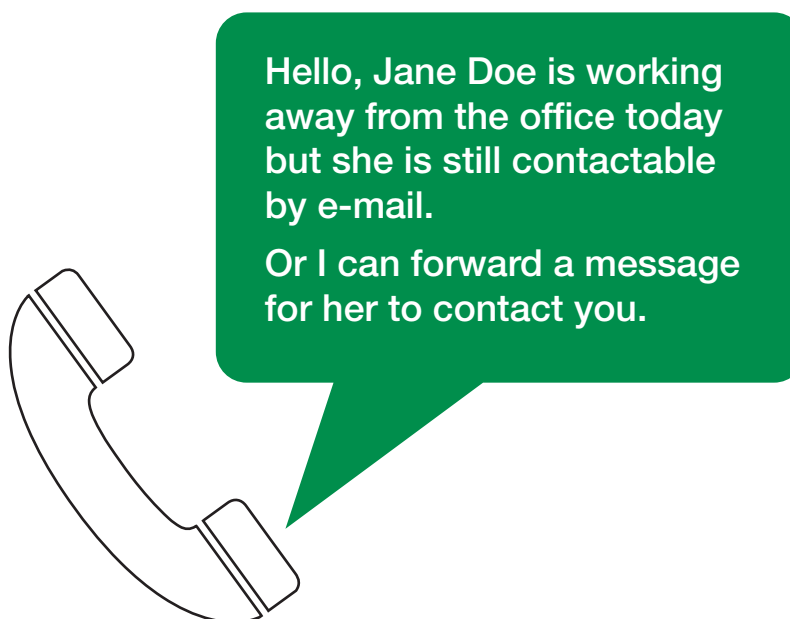 Hello, Jane Doe is working
away from the office today
but she is still contactable
by e-mail.
Or I can forward a message
for her to contact you.